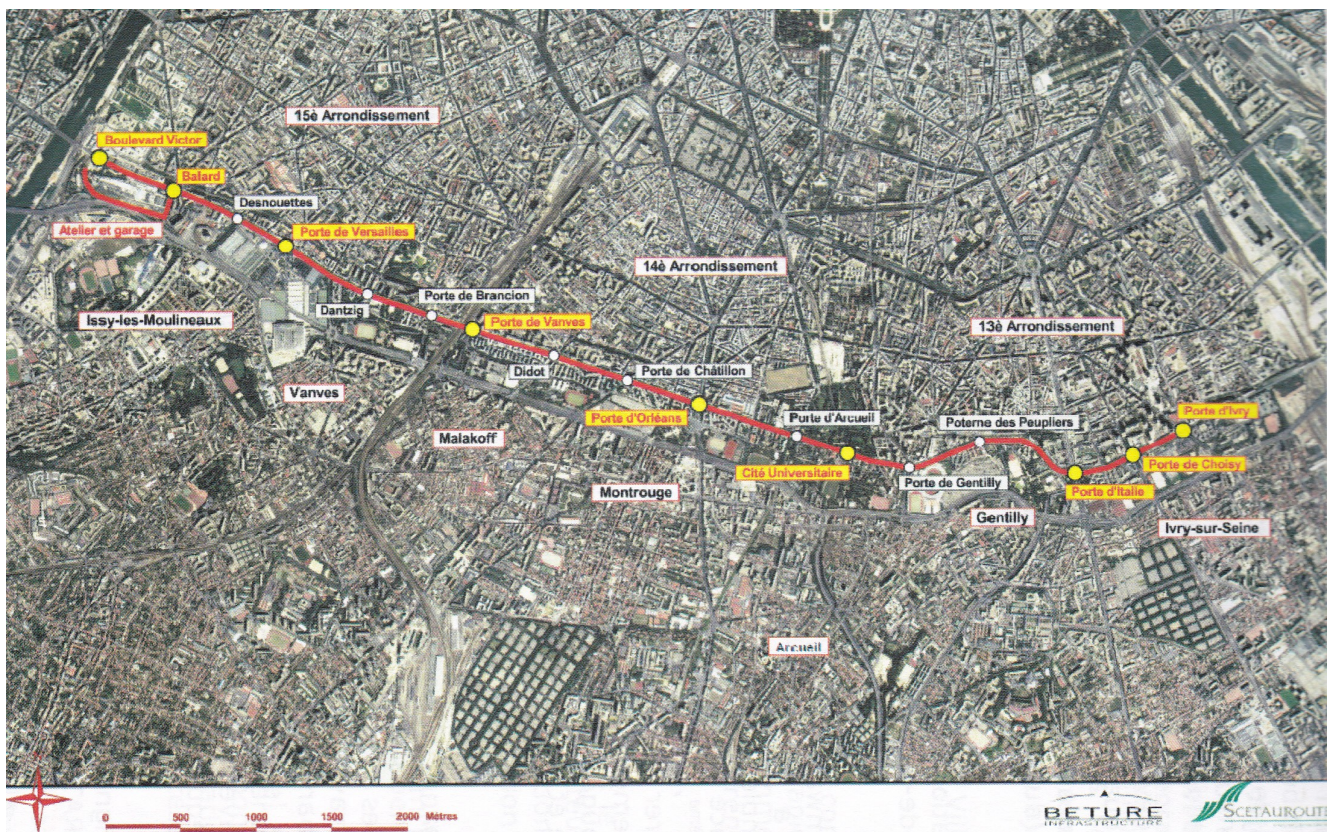 15è Arrondissement
Boulevard Victor
Balard
Desnouettes
Atelier et garage
Porte de Versailles
14è Arrondissement
Dantzig
Porte de Brancion
Issy-les-Moulineaux
Porte de Vanves
13è Arrondissement
Didot
Porte de Châtillon
Vanves
Porte d'Orléans
Porte d'Arcueil
Poterne des Peupliers
Porte d'Ivry
Malakoff
Cité Universitaire
Porte de Choisy
Porte de Gentilly
Montrouge
Porte d'Italie
Gentilly
Ivry-sur-Seine
Arcueil
0 500 1000 1500 2000 Mètres
BETURE
INFRASTRUCTURE
SCETAUROUTE